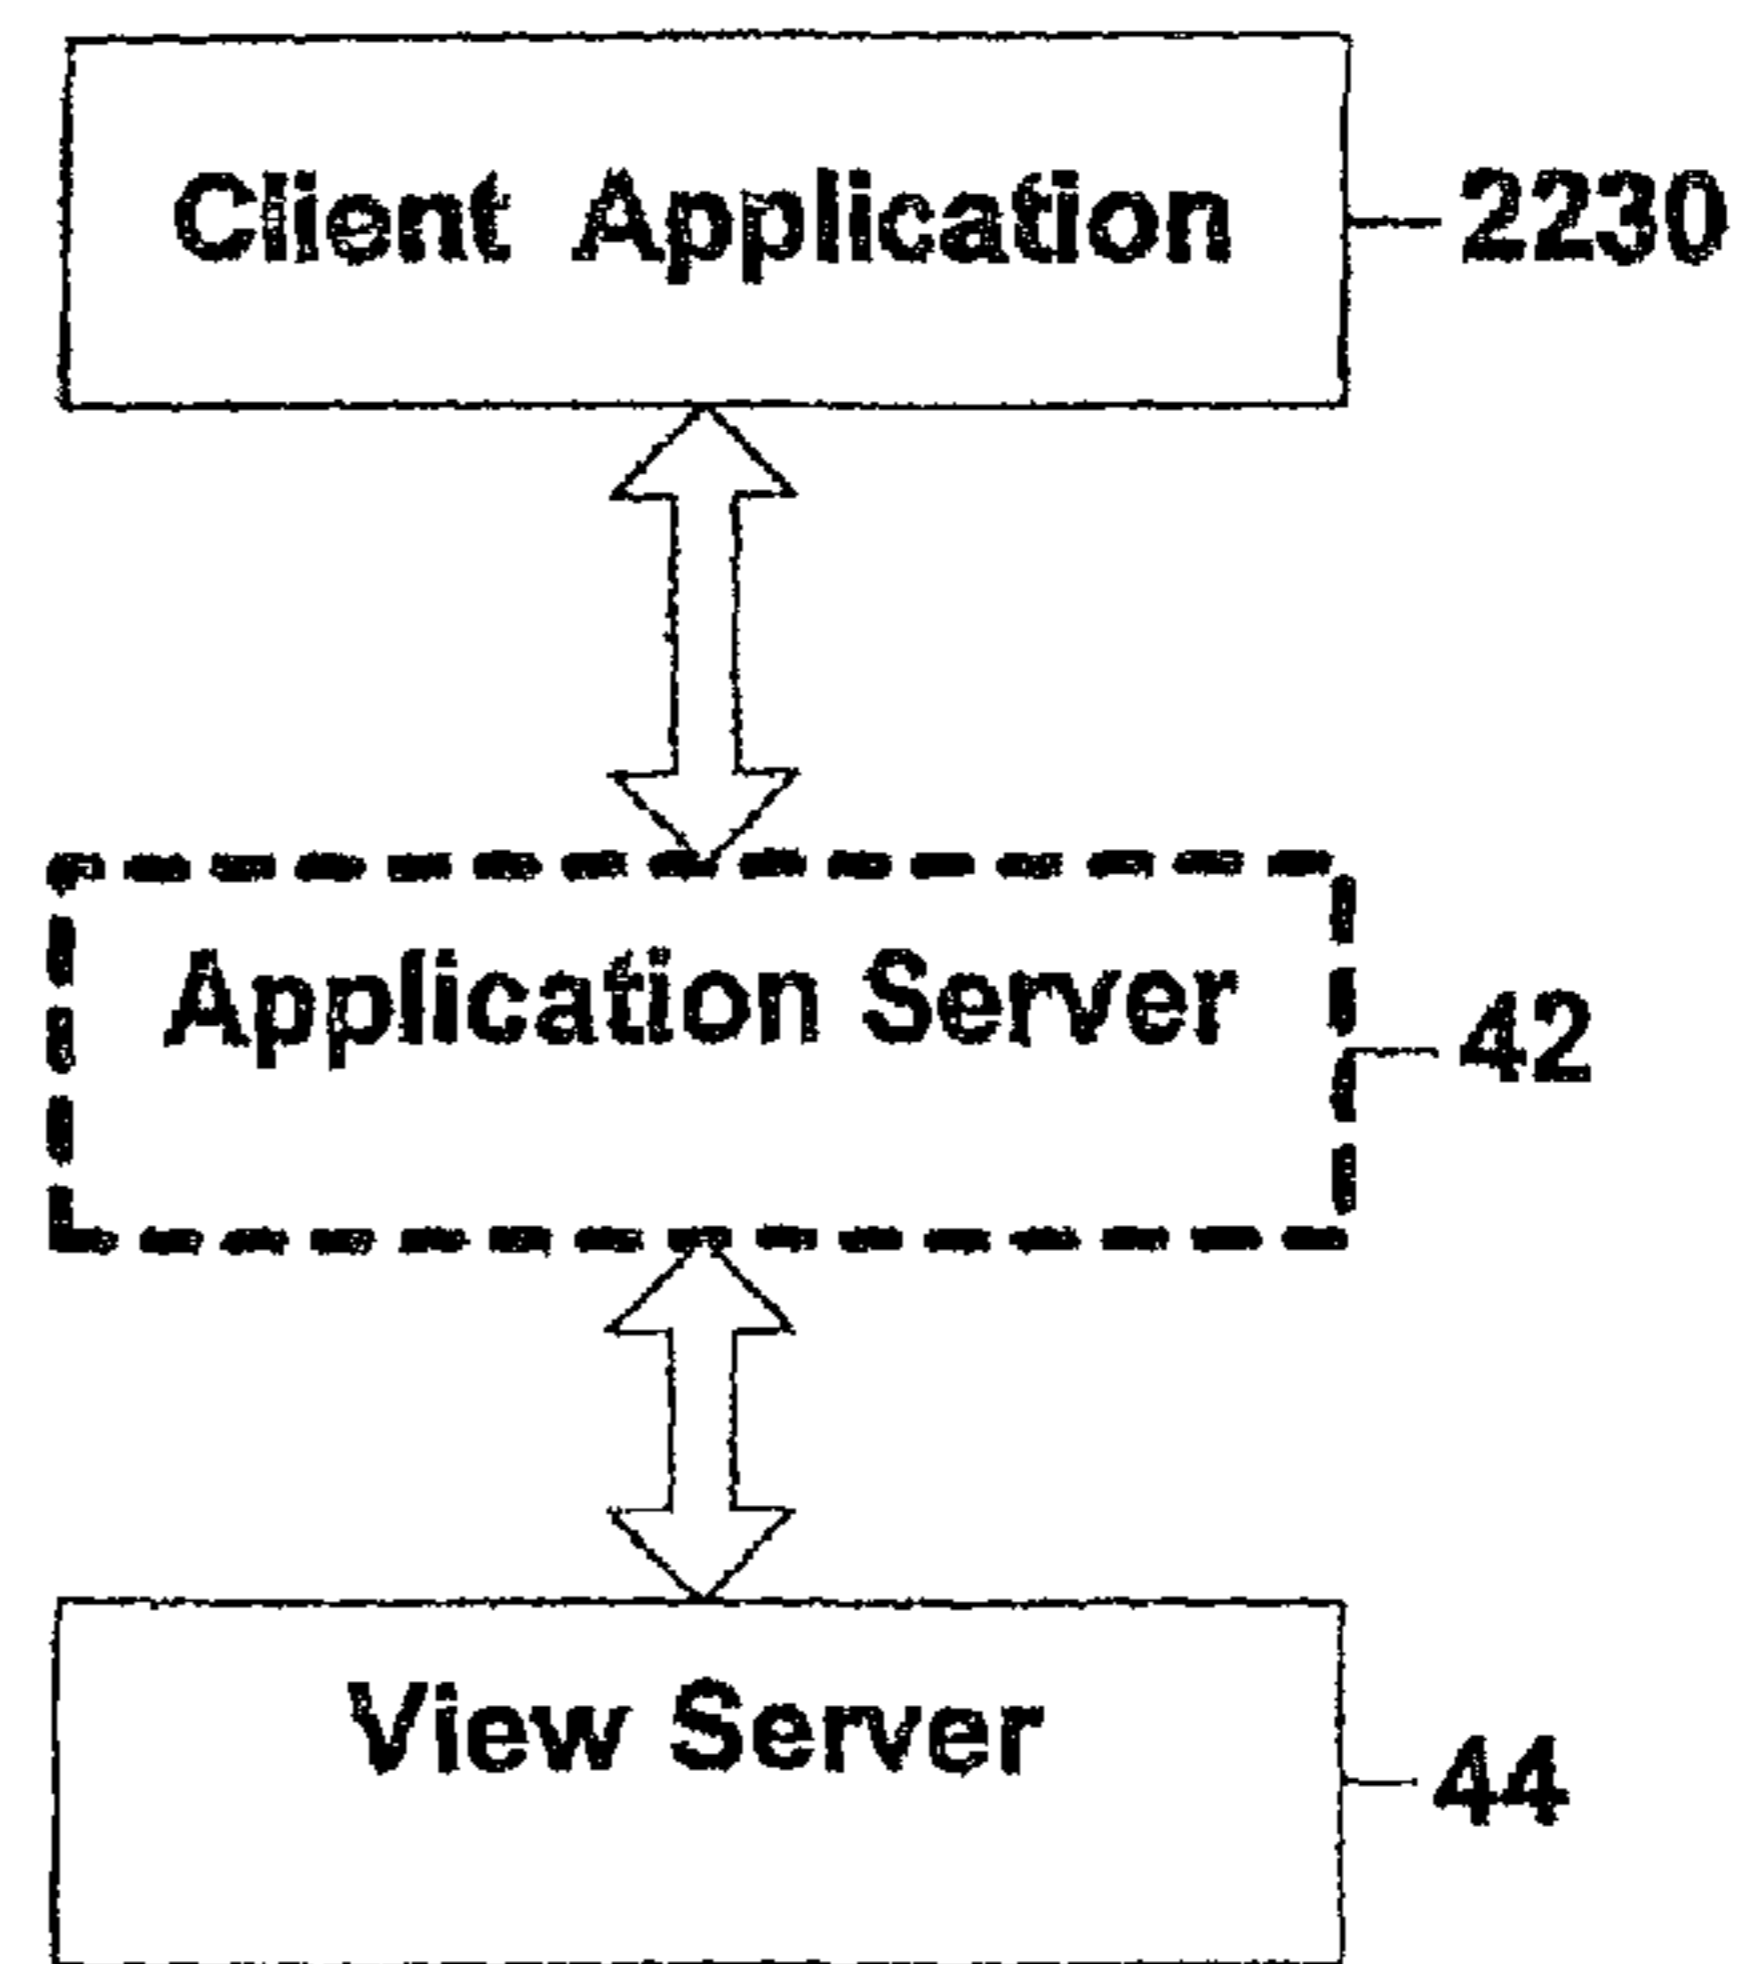 Client Application
2230
Application Server
42
View Server
44